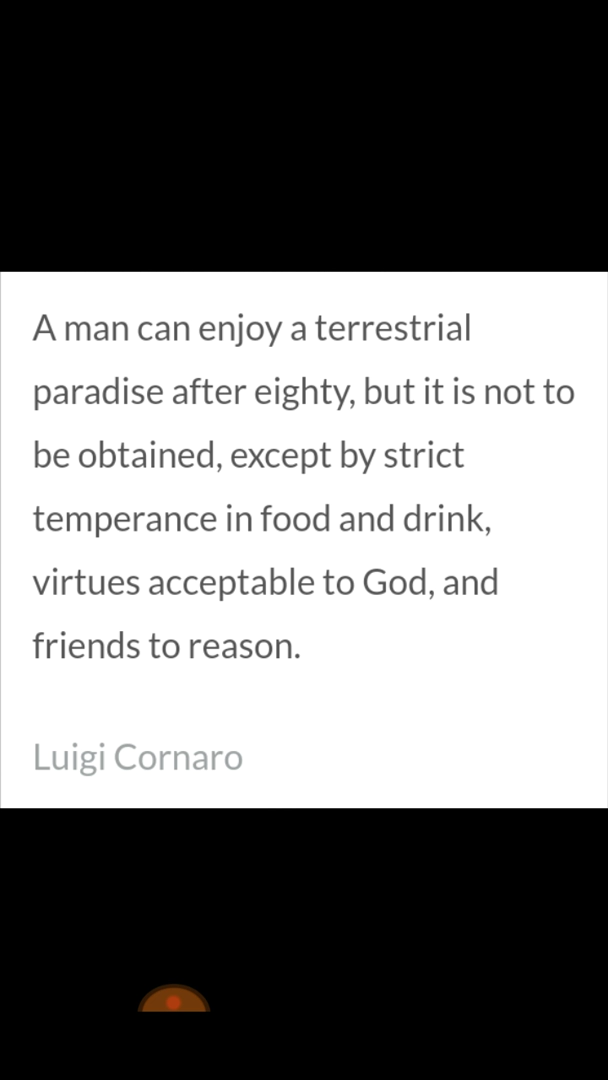 A man can enjoy a terrestrial
paradise after eighty, but it is not to
be obtained, except by strict
temperance in food and drink,
virtues acceptable to God, and
friends to reason.
Luigi Cornaro